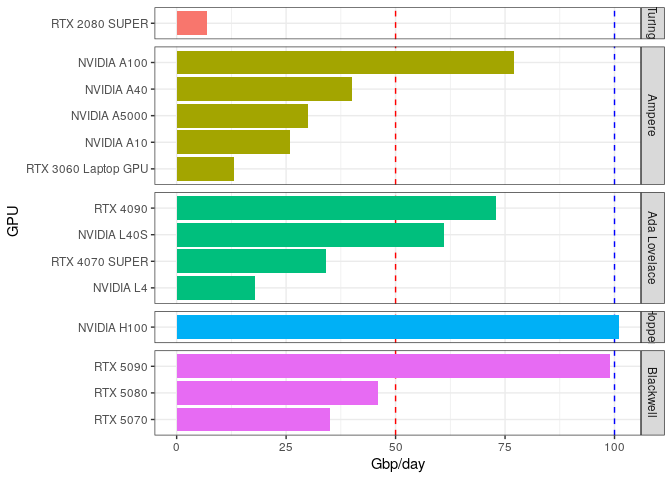 RTX 2080 SUPER
Turing
NVIDIA A100
NVIDIA A40
NVIDIA A5000
NVIDIA A10
RTX 3060 Laptop GPU
Ampere
GPU
RTX 4090
NVIDIA L40S
RTX 4070 SUPER
NVIDIA L4
Ada Lovelace
NVIDIA H100
Hopper
RTX 5090
RTX 5080
RTX 5070
Blackwell
0 25 50 75 100
Gbp/day